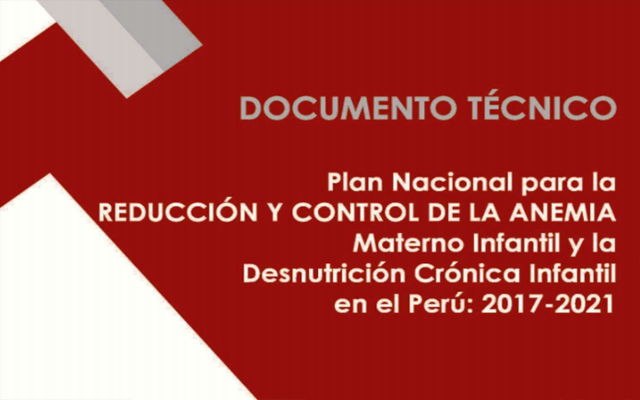 DOCUMENTO TÉCNICO
Plan Nacional para la
REDUCCIÓN Y CONTROL DE LA ANEMIA
Materno Infantil y la
Desnutrición Crónica Infantil
en el Perú: 2017-2021